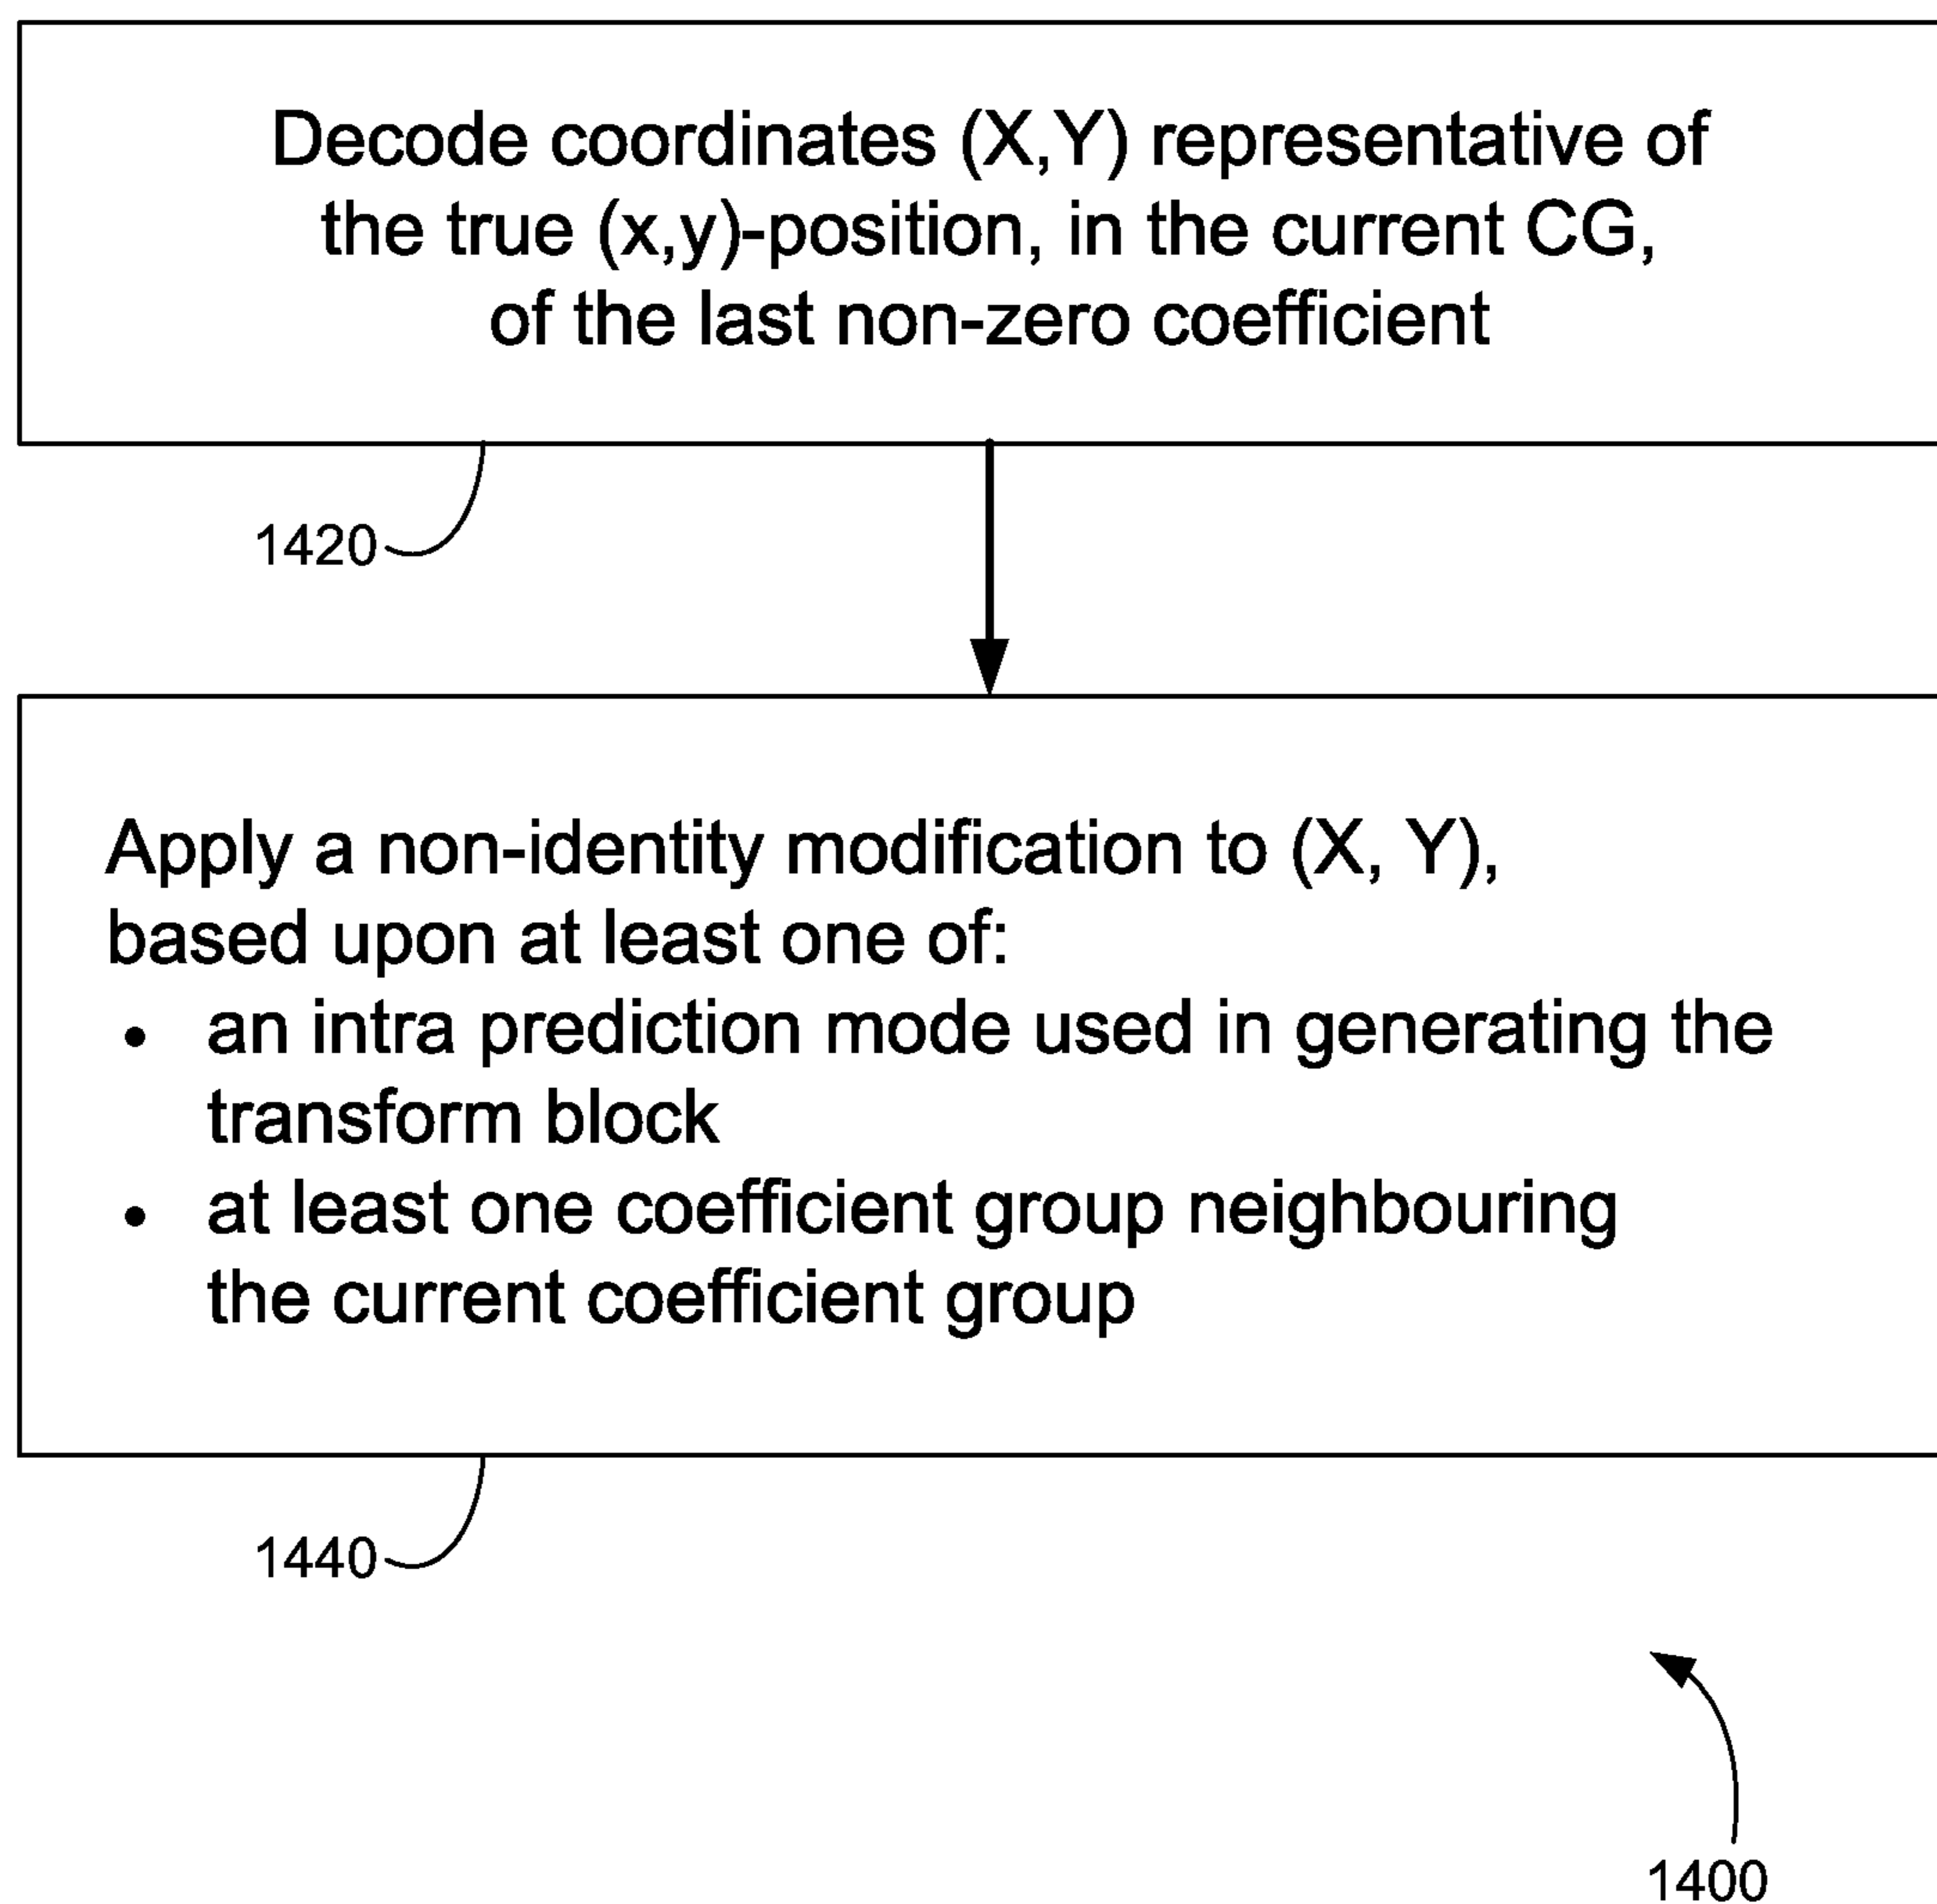 Decode coordinates (X,Y) representative of
the true (x,y)-position, in the current CG,
of the last non-zero coefficient
1420
Apply a non-identity modification to (X, Y),
based upon at least one of:
• an intra prediction mode used in generating the
transform block
• at least one coefficient group neighbouring
the current coefficient group
1440
1400